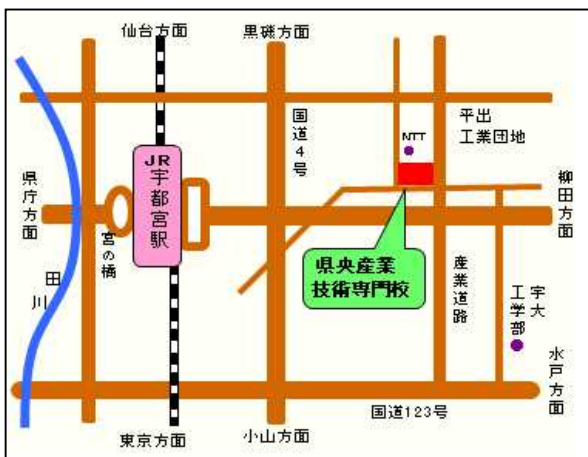 仙台方面
黒磯方面
国道4号
平出
工業団地
NTT
JR
宇都宮駅
県庁方面
柳田方面
宮の橋
田川
県央産業
技術専門校
産業道路
宇大
工学部
水戸方面
国道123号
東京方面
小山方面